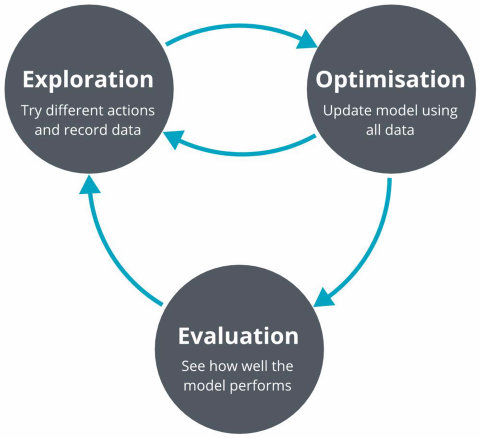 Exploration
Try different actions
and record data
Optimisation
Update model using
all data
Evaluation
See how well the
model performs